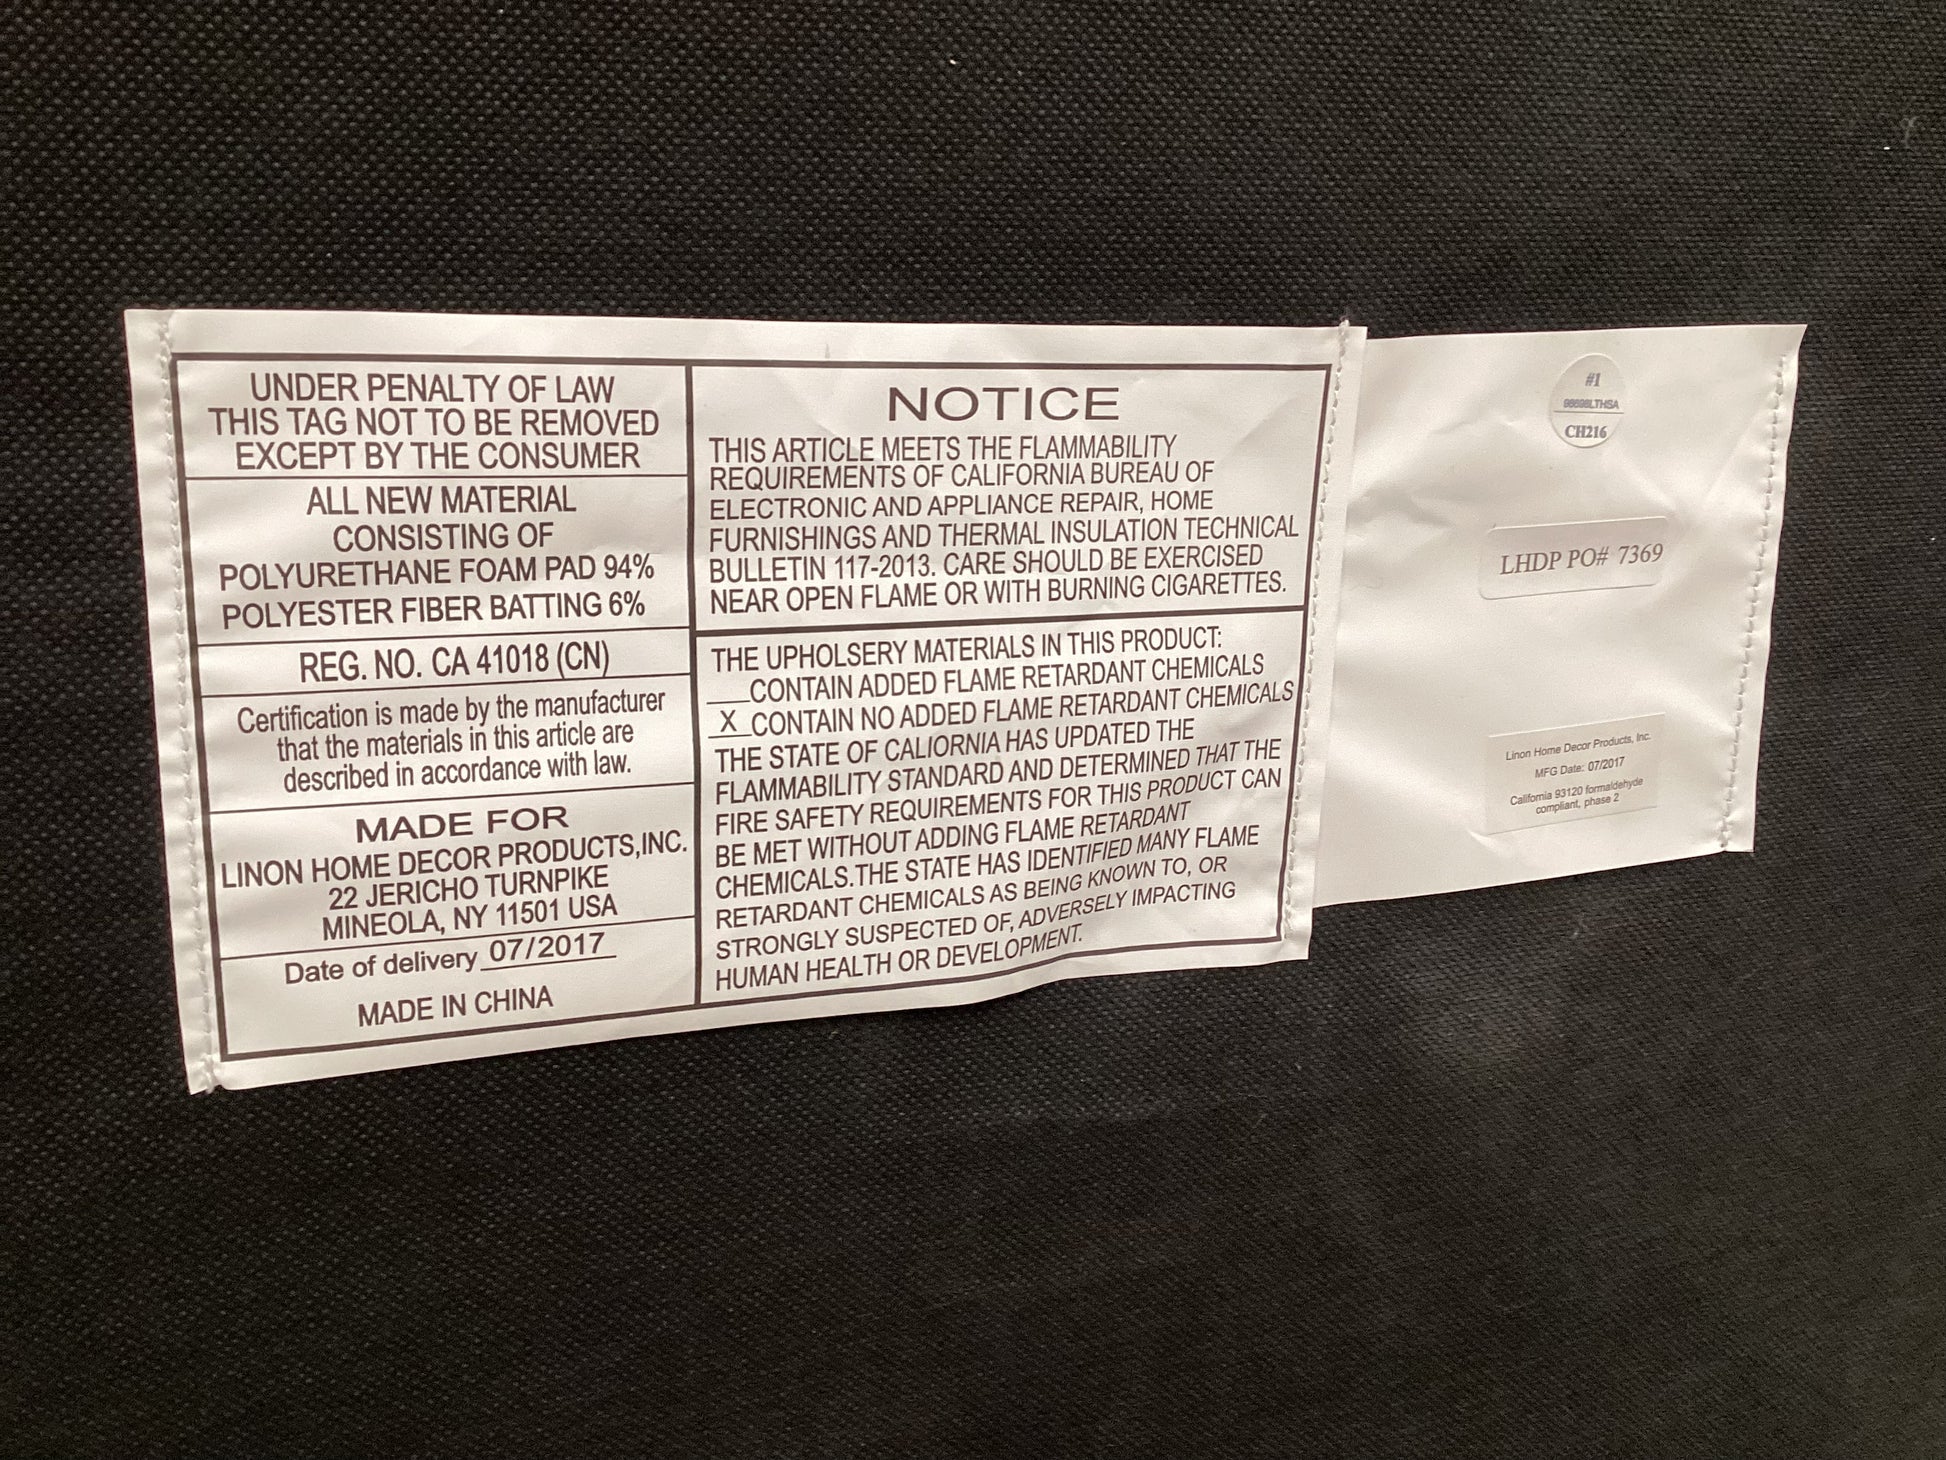 UNDER PENALTY OF LAW
THIS TAG NOT TO BE REMOVED
EXCEPT BY THE CONSUMER
ALL NEW MATERIAL
CONSISTING OF
POLYURETHANE FOAM PAD 94%
POLYESTER FIBER BATTING 6%
REG. NO. CA 41018 (CN)
Certification is made by the manufacturer
that the materials in this article are
described in accordance with law.
MADE FOR
LINON HOME DECOR PRODUCTS,INC.
22 JERICHO TURNPIKE
MINEOLA, NY 11501 USA
Date of delivery 07/2017
MADE IN CHINA
NOTICE
THIS ARTICLE MEETS THE FLAMMABILITY
REQUIREMENTS OF CALIFORNIA BUREAU OF
ELECTRONIC AND APPLIANCE REPAIR, HOME
FURNISHINGS AND THERMAL INSULATION TECHNICAL
BULLETIN 117-2013. CARE SHOULD BE EXERCISED
NEAR OPEN FLAME OR WITH BURNING CIGARETTES.
THE UPHOLSERY MATERIALS IN THIS PRODUCT:
___CONTAIN ADDED FLAME RETARDANT CHEMICALS
X CONTAIN NO ADDED FLAME RETARDANT CHEMICALS
THE STATE OF CALIORNIA HAS UPDATED THE
FLAMMABILITY STANDARD AND DETERMINED THAT THE
FIRE SAFETY REQUIREMENTS FOR THIS PRODUCT CAN
BE MET WITHOUT ADDING FLAME RETARDANT
CHEMICALS.THE STATE HAS IDENTIFIED MANY FLAME
RETARDANT CHEMICALS AS BEING KNOWN TO, OR
STRONGLY SUSPECTED OF, ADVERSELY IMPACTING
HUMAN HEALTH OR DEVELOPMENT.
#1
CH216
LHDP PO# 7369
Linon Home Decor Products, Inc.
MFG Date: 07/2017
California 93120 formaldehyde
compliant, phase 2